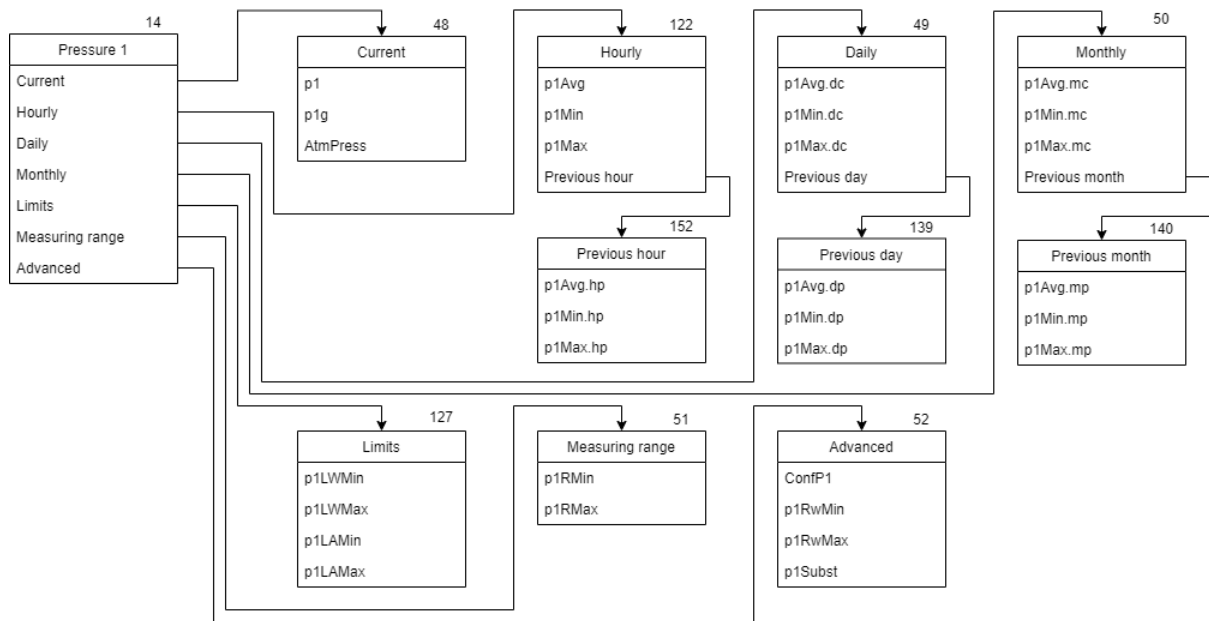 14
Pressure 1
Current
Hourly
Daily
Monthly
Limits
Measuring range
Advanced
48
Current
p1
p1g
AtmPress
122
Hourly
p1Avg
p1Min
p1Max
Previous hour
49
Daily
p1Avg.dc
p1Min.dc
p1Max.dc
Previous day
50
Monthly
p1Avg.mc
p1Min.mc
p1Max.mc
Previous month
152
Previous hour
p1Avg.hp
p1Min.hp
p1Max.hp
139
Previous day
p1Avg.dp
p1Min.dp
p1Max.dp
140
Previous month
p1Avg.mp
p1Min.mp
p1Max.mp
127
Limits
p1LWMin
p1LWMax
p1LAMin
p1LAMax
51
Measuring range
p1RMin
p1RMax
52
Advanced
ConfP1
p1RwMin
p1RwMax
p1Subst